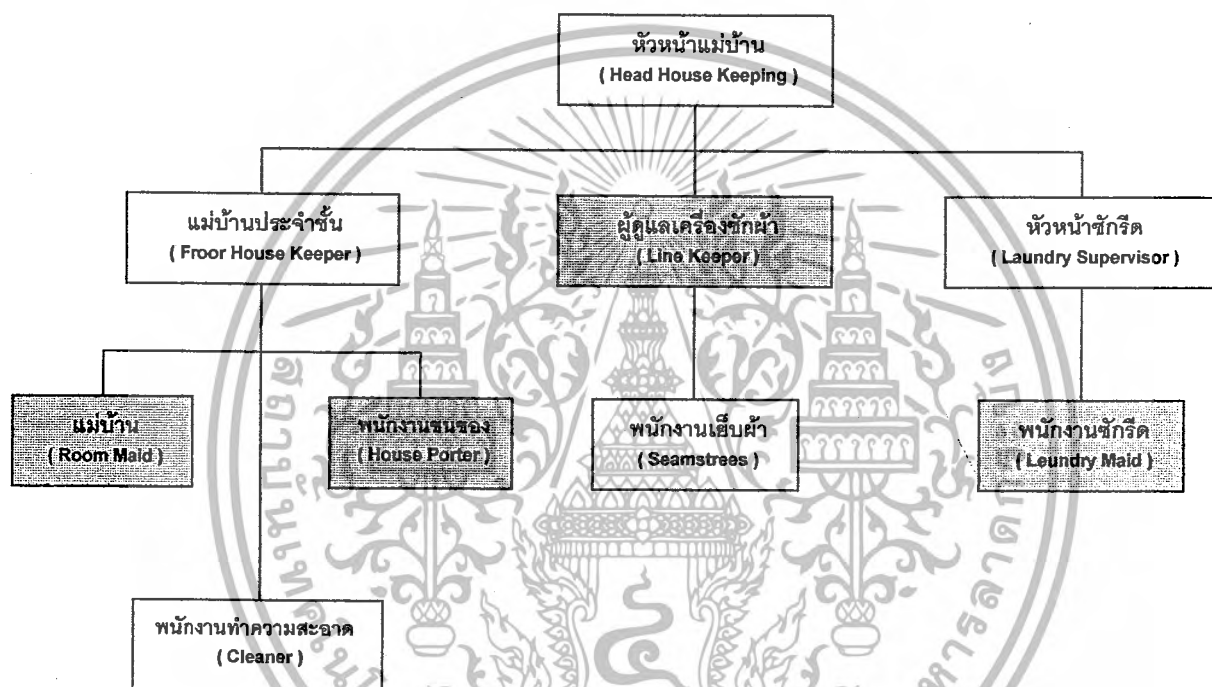 หัวหน้าแม่บ้าน
( Head House Keeping )
แม่บ้านประจำชั้น
( Froor House Keeper )
ผู้ดูแลเครื่องซักผ้า
( Line Keeper )
หัวหน้าซักรีด
( Laundry Supervisor )
แม่บ้าน
( Room Maid )
พนักงานขนของ
( House Porter )
พนักงานเย็บผ้า
( Seamstrees )
พนักงานซักรีด
( Leundry Maid )
พนักงานทำความสะอาด
( Cleaner )